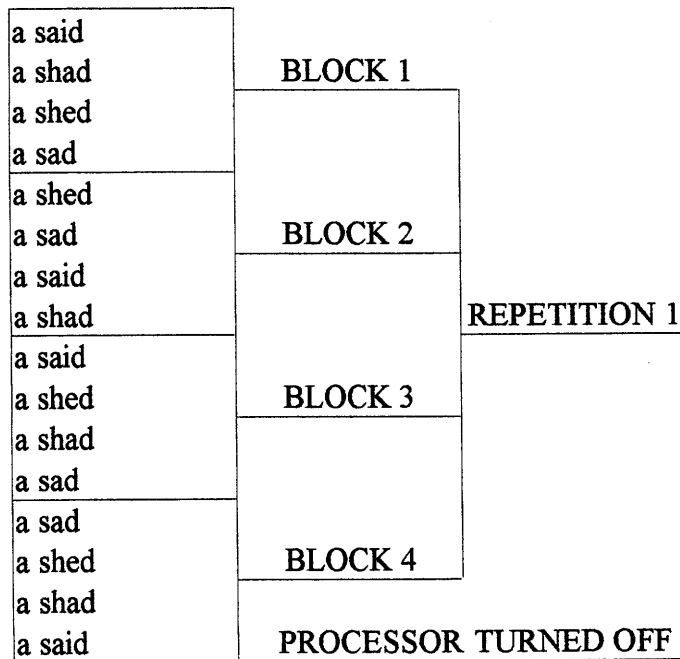 a said
a shad BLOCK 1
a shed
a sad
a shed
a sad BLOCK 2
a said
a shad REPETITION 1
a said
a shed BLOCK 3
a shad
a sad
a sad
a shed BLOCK 4
a shad
a said PROCESSOR TURNED OFF